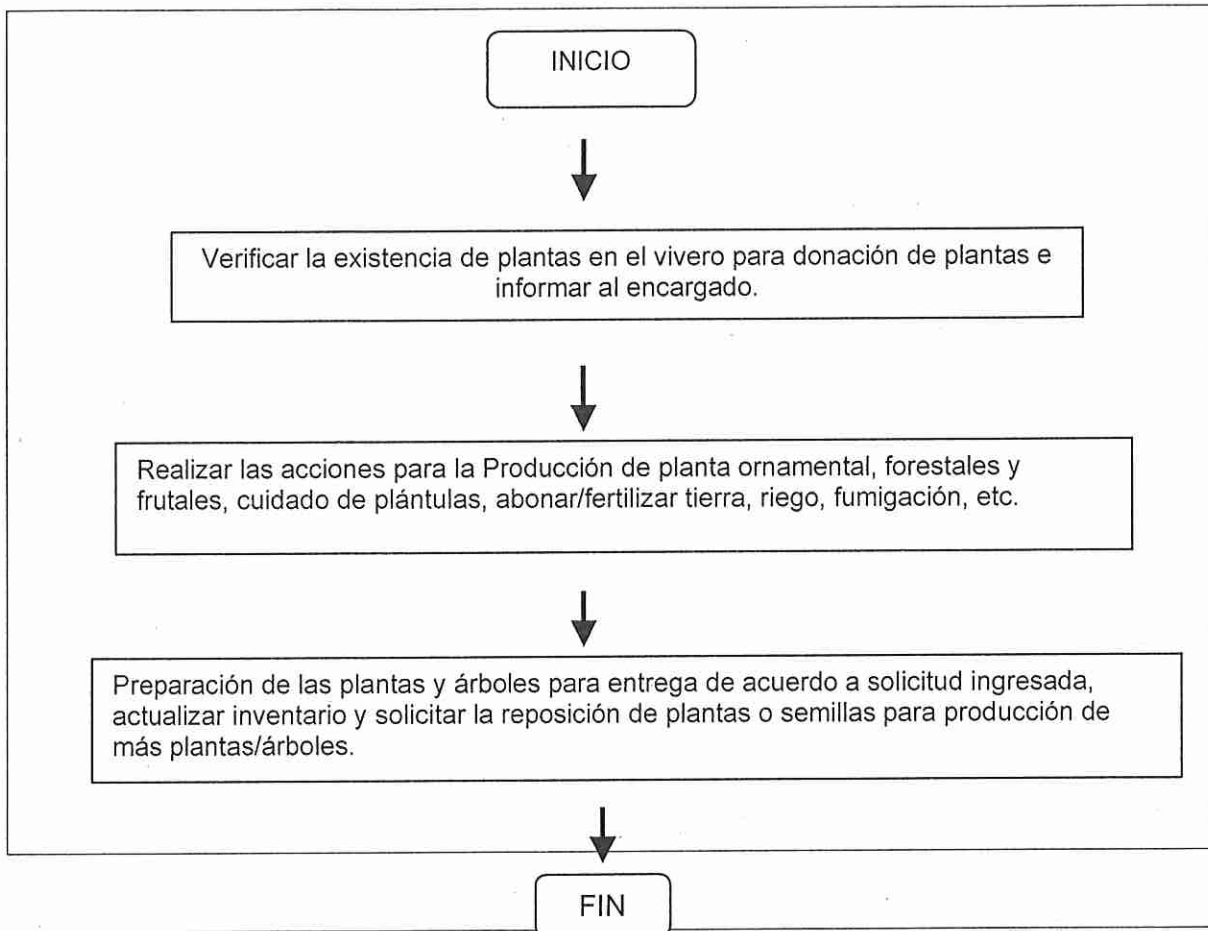 INICIO
Verificar la existencia de plantas en el vivero para donación de plantas e
informar al encargado.
Realizar las acciones para la Producción de planta ornamental, forestales y
frutales, cuidado de plántulas, abonar/fertilizar tierra, riego, fumigación, etc.
Preparación de las plantas y árboles para entrega de acuerdo a solicitud ingresada,
actualizar inventario y solicitar la reposición de plantas o semillas para producción de
más plantas/árboles.
FIN